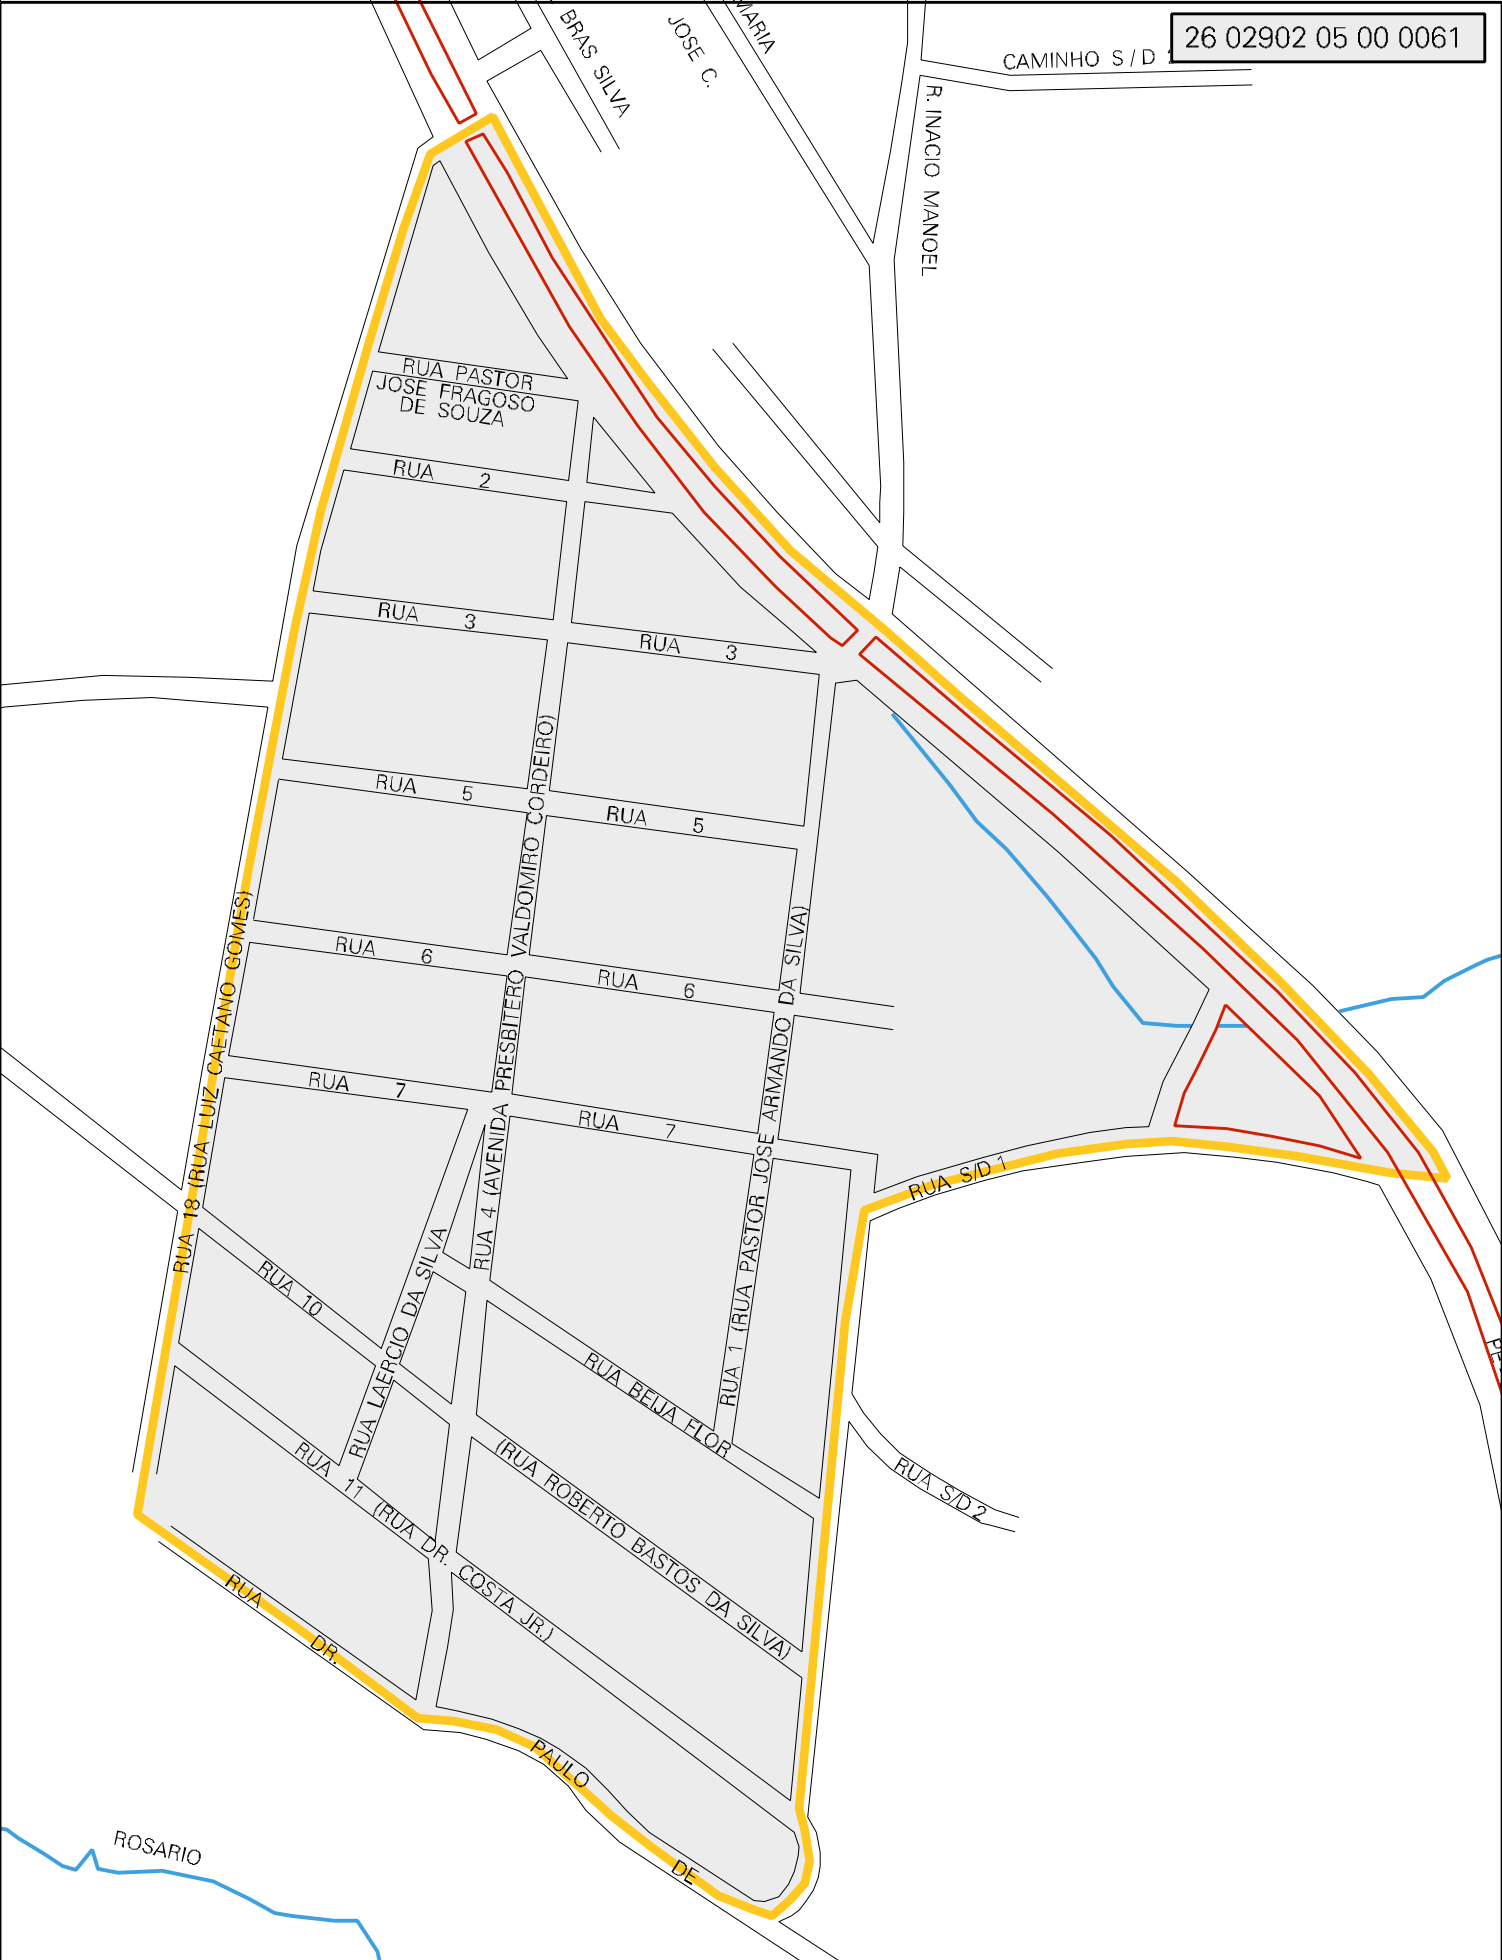 26 02902 05 00 0061
BRAS SILVA
JOSE C.
MARIA
CAMINHO S/D
R. INACIO MANOEL
RUA PASTOR
JOSE FRAGOSO
DE SOUZA
RUA 2
RUA 3
RUA 3
RUA 5
RUA 5
RUA 6
RUA 6
RUA 7
RUA 7
RUA 18 (RUA LUIZ CAETANO GOMES)
RUA 4 (AVENIDA PRESBITERO VALDOMIRO CORDEIRO)
RUA 1 (RUA PASTOR JOSE ARMANDO DA SILVA)
RUA S/D 1
RUA LAERCIO DA SILVA
RUA 10
(RUA ROBERTO BASTOS DA SILVA)
RUA BEIJA FLOR
RUA 11 (RUA DR. COSTA JR.)
RUA S/D 2
RUA DR. PAULO DE
ROSARIO